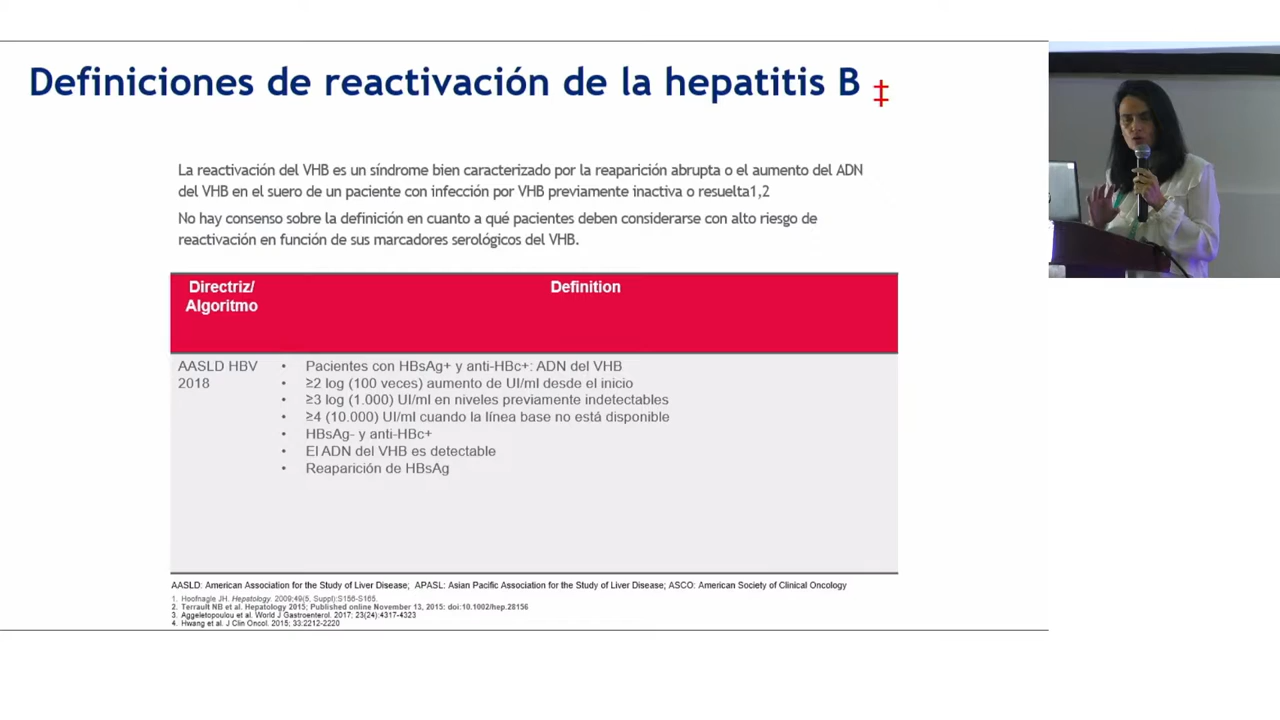 Definiciones de reactivación de la hepatitis B ‡
La reactivación del VHB es un síndrome bien caracterizado por la reaparición abrupta o el aumento del ADN
del VHB en el suero de un paciente con infección por VHB previamente inactiva o resuelta1,2
No hay consenso sobre la definición en cuanto a qué pacientes deben considerarse con alto riesgo de
reactivación en función de sus marcadores serológicos del VHB.
Directriz/
Algoritmo
Definition
AASLD HBV
2018
• Pacientes con HBsAg+ y anti-HBc+: ADN del VHB
• ≥2 log (100 veces) aumento de UI/ml desde el inicio
• ≥3 log (1.000) UI/ml en niveles previamente indetectables
• ≥4 (10.000) UI/ml cuando la línea base no está disponible
• HBsAg- y anti-HBc+
• El ADN del VHB es detectable
• Reaparición de HBsAg
AASLD: American Association for the Study of Liver Disease; APASL: Asian Pacific Association for the Study of Liver Disease; ASCO: American Society of Clinical Oncology
1. Hoofnagle JH. Hepatology. 2009;49(5, Suppl):S156-S165.
2. Terrault NB et al. Hepatology 2015; Published online November 13, 2015: doi:10.1002/hep.28156
3. Aggeletopoulou et al. World J Gastroenterol. 2017; 23(24):4317-4323
4. Hwang et al. J Clin Oncol. 2015; 33:2212-2220